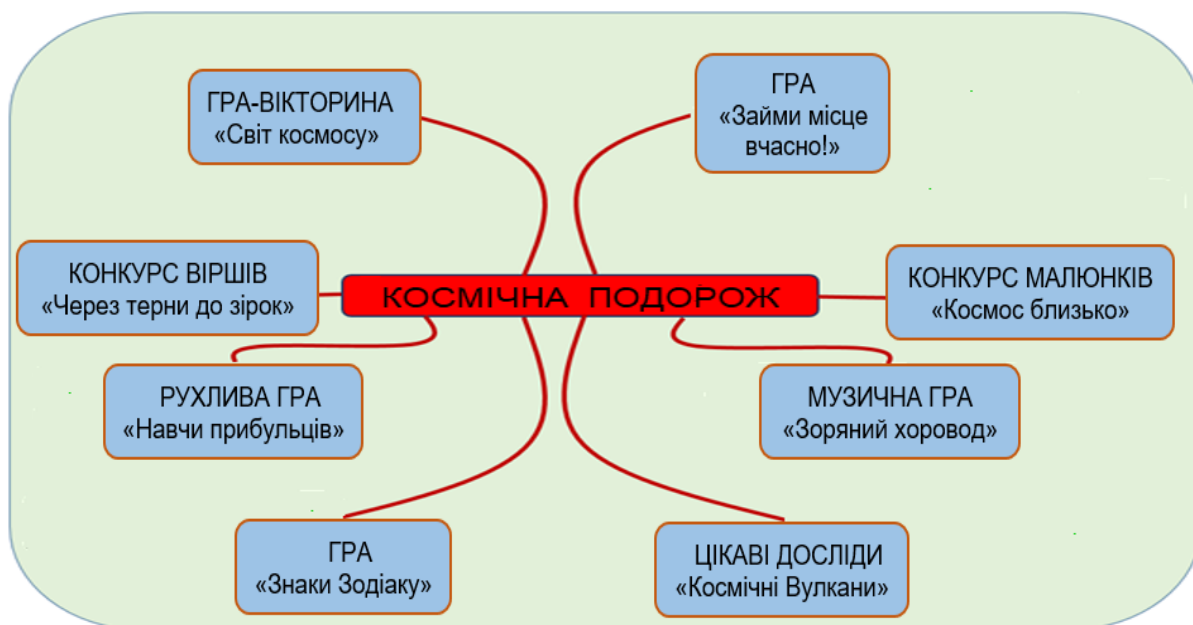 ГРА-ВІКТОРИНА
«Світ космосу»
ГРА
«Займи місце
вчасно!»
КОНКУРС ВІРШІВ
«Через терни до зірок»
КОСМІЧНА ПОДОРОЖ
КОНКУРС МАЛЮНКІВ
«Космос близько»
РУХЛИВА ГРА
«Навчи прибульців»
МУЗИЧНА ГРА
«Зоряний хоровод»
ГРА
«Знаки Зодіаку»
ЦІКАВІ ДОСЛІДИ
«Космічні Вулкани»